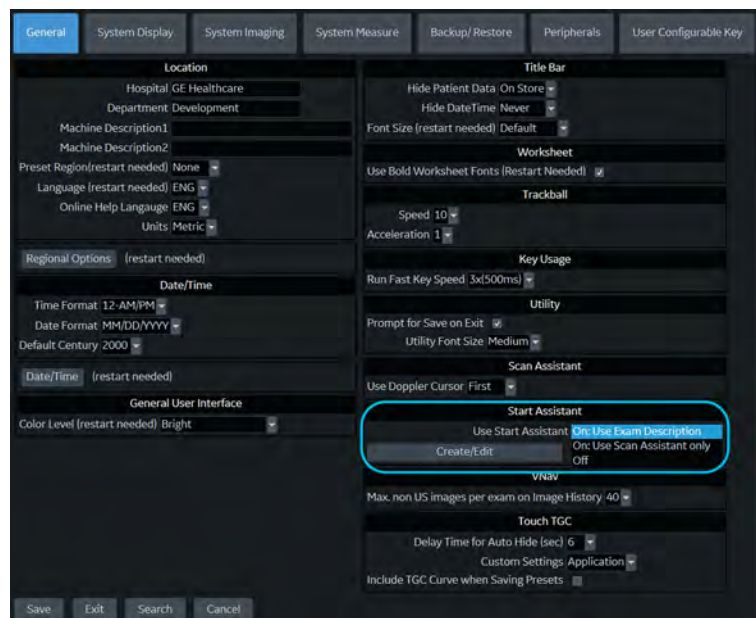 General System Display System Imaging System Measure Backup/Restore Peripherals User Configurable Key
Location
Hospital GE Healthcare
Department Development
Machine Description1
Machine Description2
Preset Region(restart needed) None
Language (restart needed) ENG
Online Help Langauge ENG
Units Metric
Regional Options (restart needed)
Date/Time
Time Format 12-AM/PM
Date Format MM/DD/YYYY
Default Century 2000
Date/Time (restart needed)
General User Interface
Color Level (restart needed) Bright
Title Bar
Hide Patient Data On Store
Hide DateTime Never
Font Size (restart needed) Default
Worksheet
Use Bold Worksheet Fonts (Restart Needed)
Trackball
Speed 10
Acceleration 1
Key Usage
Run Fast Key Speed 3x(500ms)
Utility
Prompt for Save on Exit
Utility Font Size Medium
Scan Assistant
Use Doppler Cursor First
Start Assistant
Use Start Assistant On: Use Exam Description
On: Use Scan Assistant only
Create/Edit
Off
VNav
Max. non US images per exam on Image History 40
Touch TGC
Delay Time for Auto Hide (sec) 6
Custom Settings Application
Include TGC Curve when Saving Presets
Save Exit Search Cancel